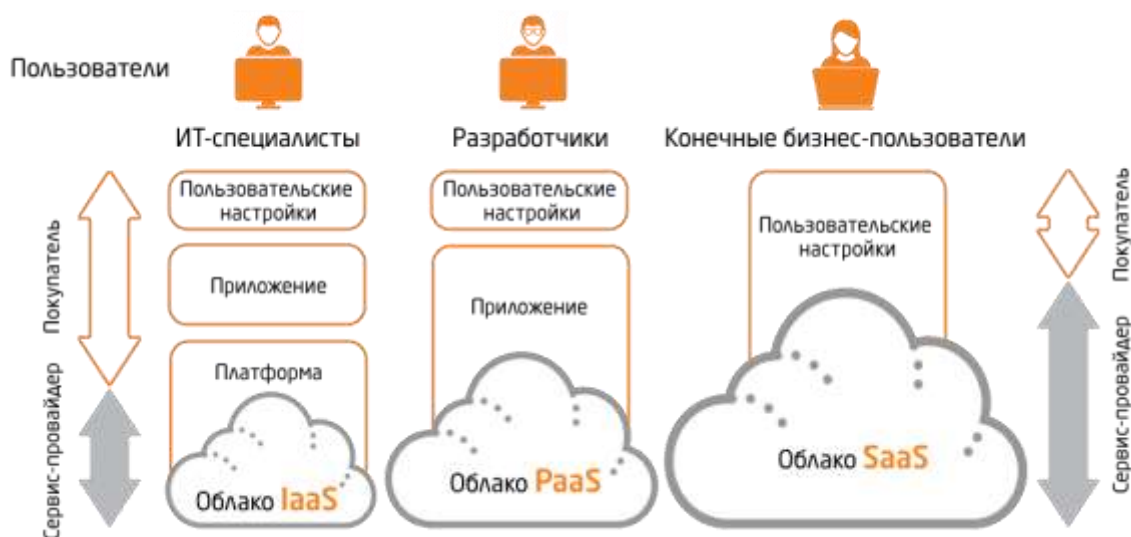 Пользователи
ИТ-специалисты
Разработчики
Конечные бизнес-пользователи
Пользовательские
настройки
Приложение
Платформа
Облако IaaS
Пользовательские
настройки
Приложение
Облако PaaS
Пользовательские
настройки
Облако SaaS
Покупатель
Сервис-провайдер
Покупатель
Сервис-провайдер